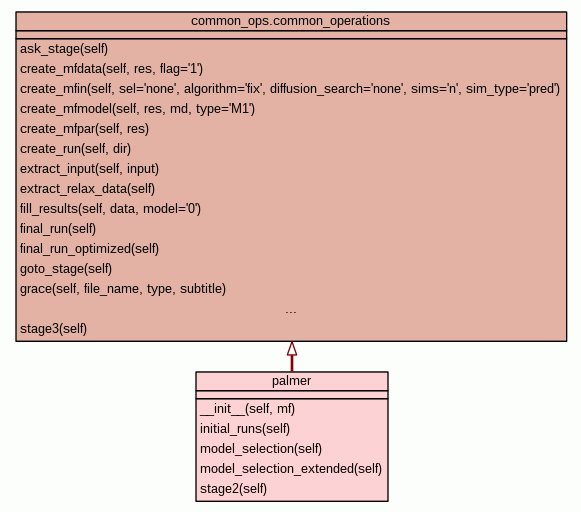 common_ops.common_operations
ask_stage(self)
create_mfdata(self, res, flag='1')
create_mfin(self, sel='none', algorithm='fix', diffusion_search='none', sims='n', sim_type='pred')
create_mfmodel(self, res, md, type='M1')
create_mfpar(self, res)
create_run(self, dir)
extract_input(self, input)
extract_relax_data(self)
fill_results(self, data, model='0')
final_run(self)
final_run_optimized(self)
goto_stage(self)
grace(self, file_name, type, subtitle)
...
stage3(self)
palmer
__init__(self, mf)
initial_runs(self)
model_selection(self)
model_selection_extended(self)
stage2(self)